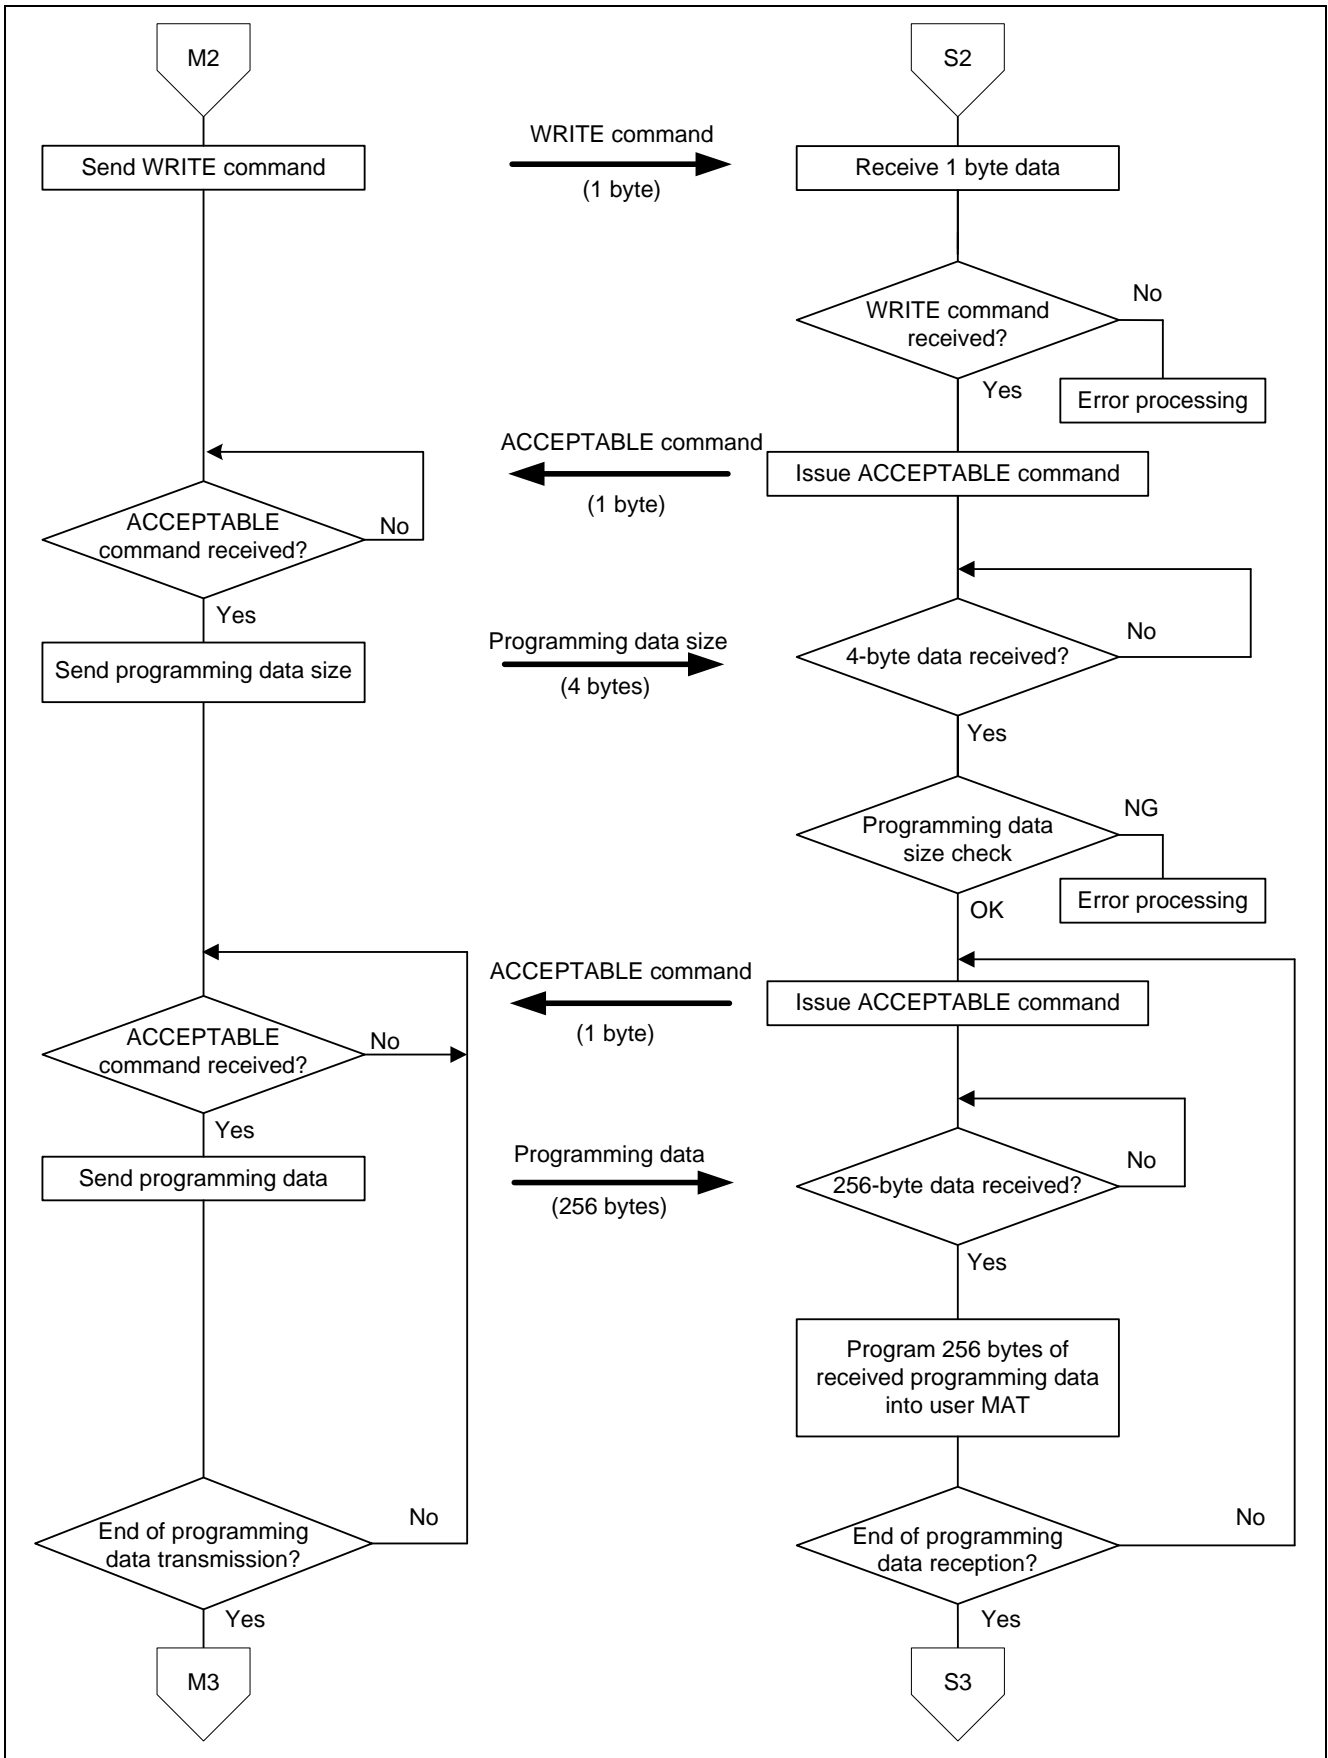 M2
S2
WRITE command
Send WRITE command
Receive 1 byte data
(1 byte)
No
WRITE command
received?
Yes
Error processing
ACCEPTABLE command
Issue ACCEPTABLE command
(1 byte)
ACCEPTABLE
command received?
No
Yes
Programming data size
No
Send programming data size
4-byte data received?
(4 bytes)
Yes
NG
Programming data
size check
Error processing
OK
ACCEPTABLE command
Issue ACCEPTABLE command
(1 byte)
ACCEPTABLE
command received?
No
Yes
Programming data
No
Send programming data
256-byte data received?
(256 bytes)
Yes
Program 256 bytes of
received programming data
into user MAT
No
No
End of programming
data transmission?
End of programming
data reception?
Yes
Yes
M3
S3